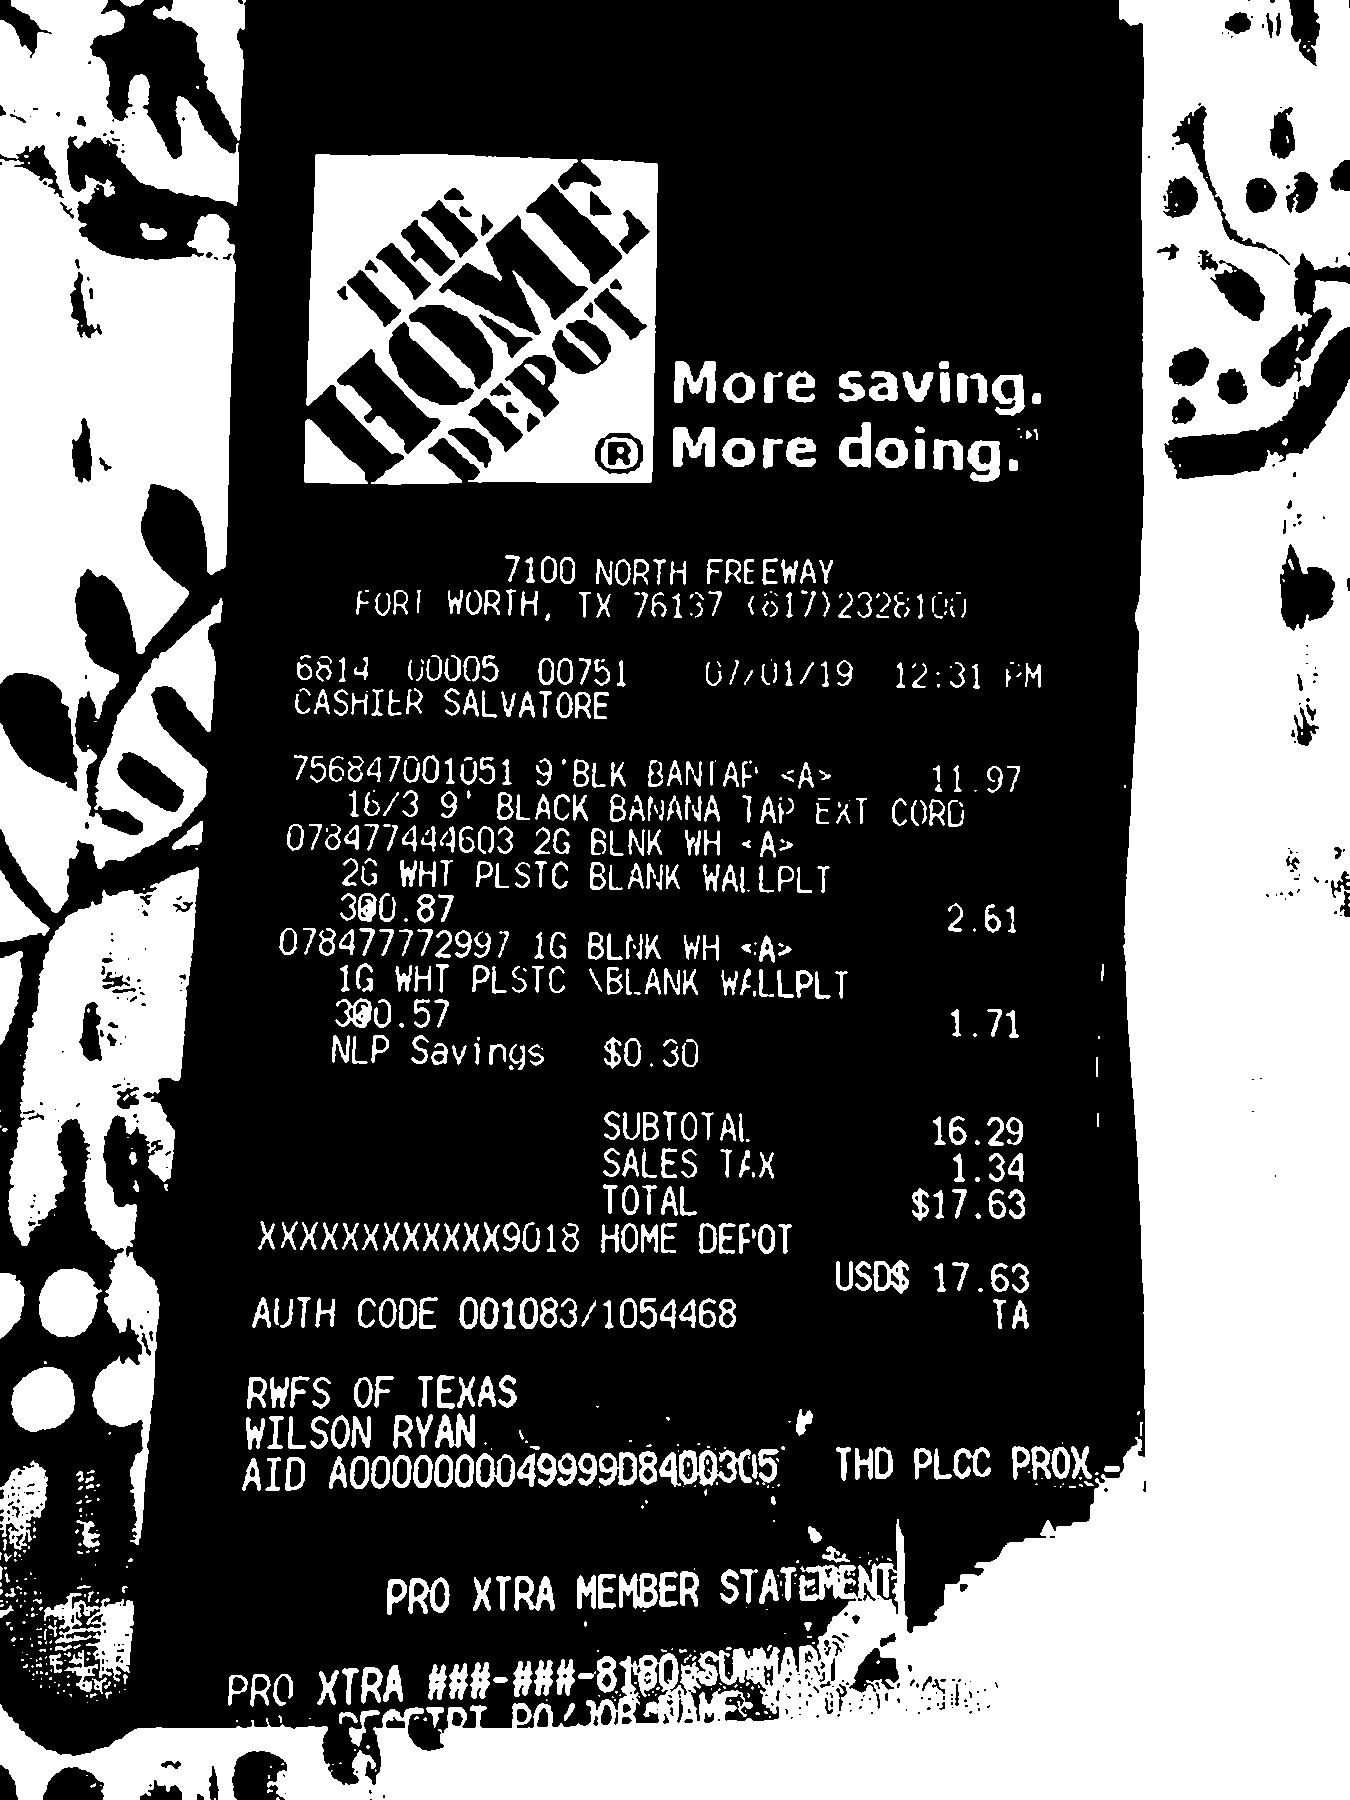 THE
HOME
DEPOT
®
More saving.
More doing.
7100 NORTH FREEWAY
FORT WORTH, TX 76137 (817)2328100
6814 00005 00751 07/01/19 12:31 PM
CASHIER SALVATORE
756847001051 9'BLK BANTAP <A> 11.97
16/3 9' BLACK BANANA TAP EXT CORD
078477444603 2G BLNK WH <A>
2G WHT PLSTC BLANK WALLPLT
3@0.87 2.61
078477772997 1G BLNK WH <A>
1G WHT PLSTC \BLANK WALLPLT
3@0.57 1.71
NLP Savings $0.30
SUBTOTAL 16.29
SALES TAX 1.34
TOTAL $17.63
XXXXXXXXXXXX9018 HOME DEPOT
USD$ 17.63
AUTH CODE 001083/1054468 TA
RWFS OF TEXAS
WILSON RYAN
AID A0000000049999D8400305 THD PLCC PROX
PRO XTRA MEMBER STATEMENT
PRO XTRA ###-###-8180 SUMMARY
RECEIPT PO/JOB NAME: